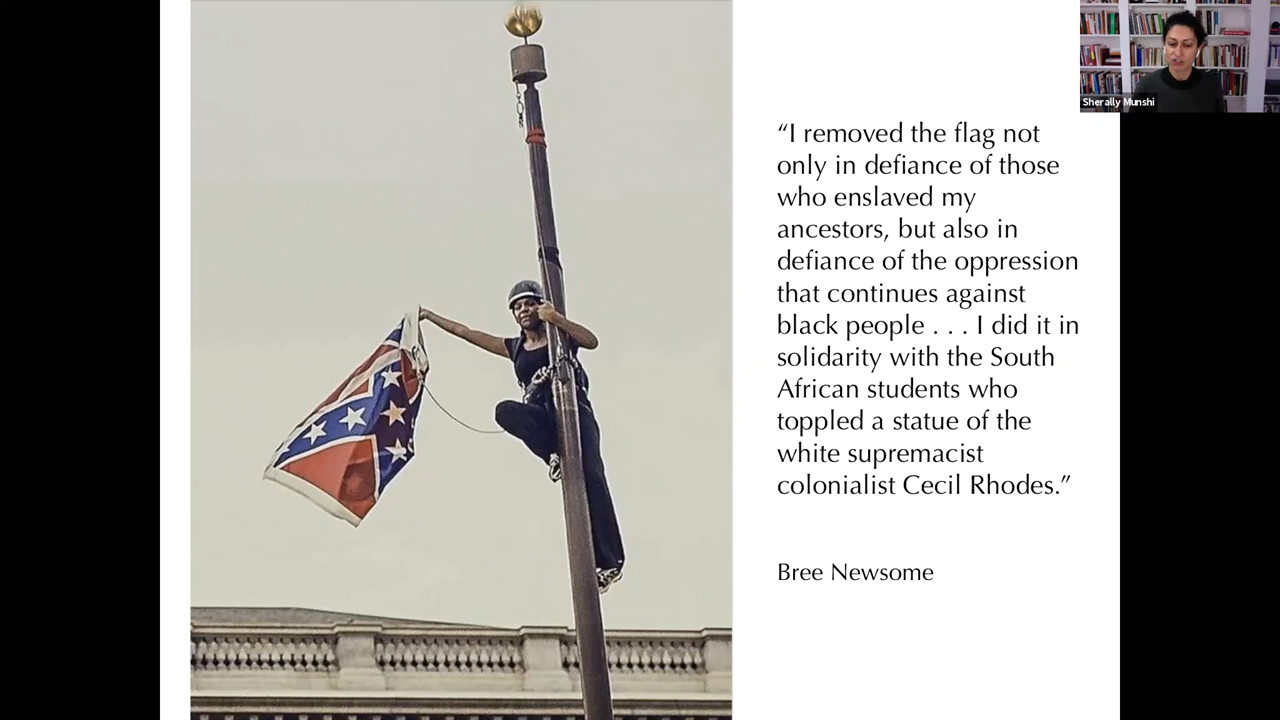 Sherally Munshi
“I removed the flag not
only in defiance of those
who enslaved my
ancestors, but also in
defiance of the oppression
that continues against
black people . . . I did it in
solidarity with the South
African students who
toppled a statue of the
white supremacist
colonialist Cecil Rhodes.”
Bree Newsome